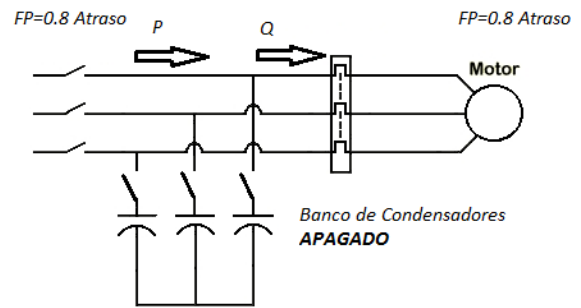 FP=0.8 Atraso
P
Q
FP=0.8 Atraso
Motor
Banco de Condensadores
APAGADO